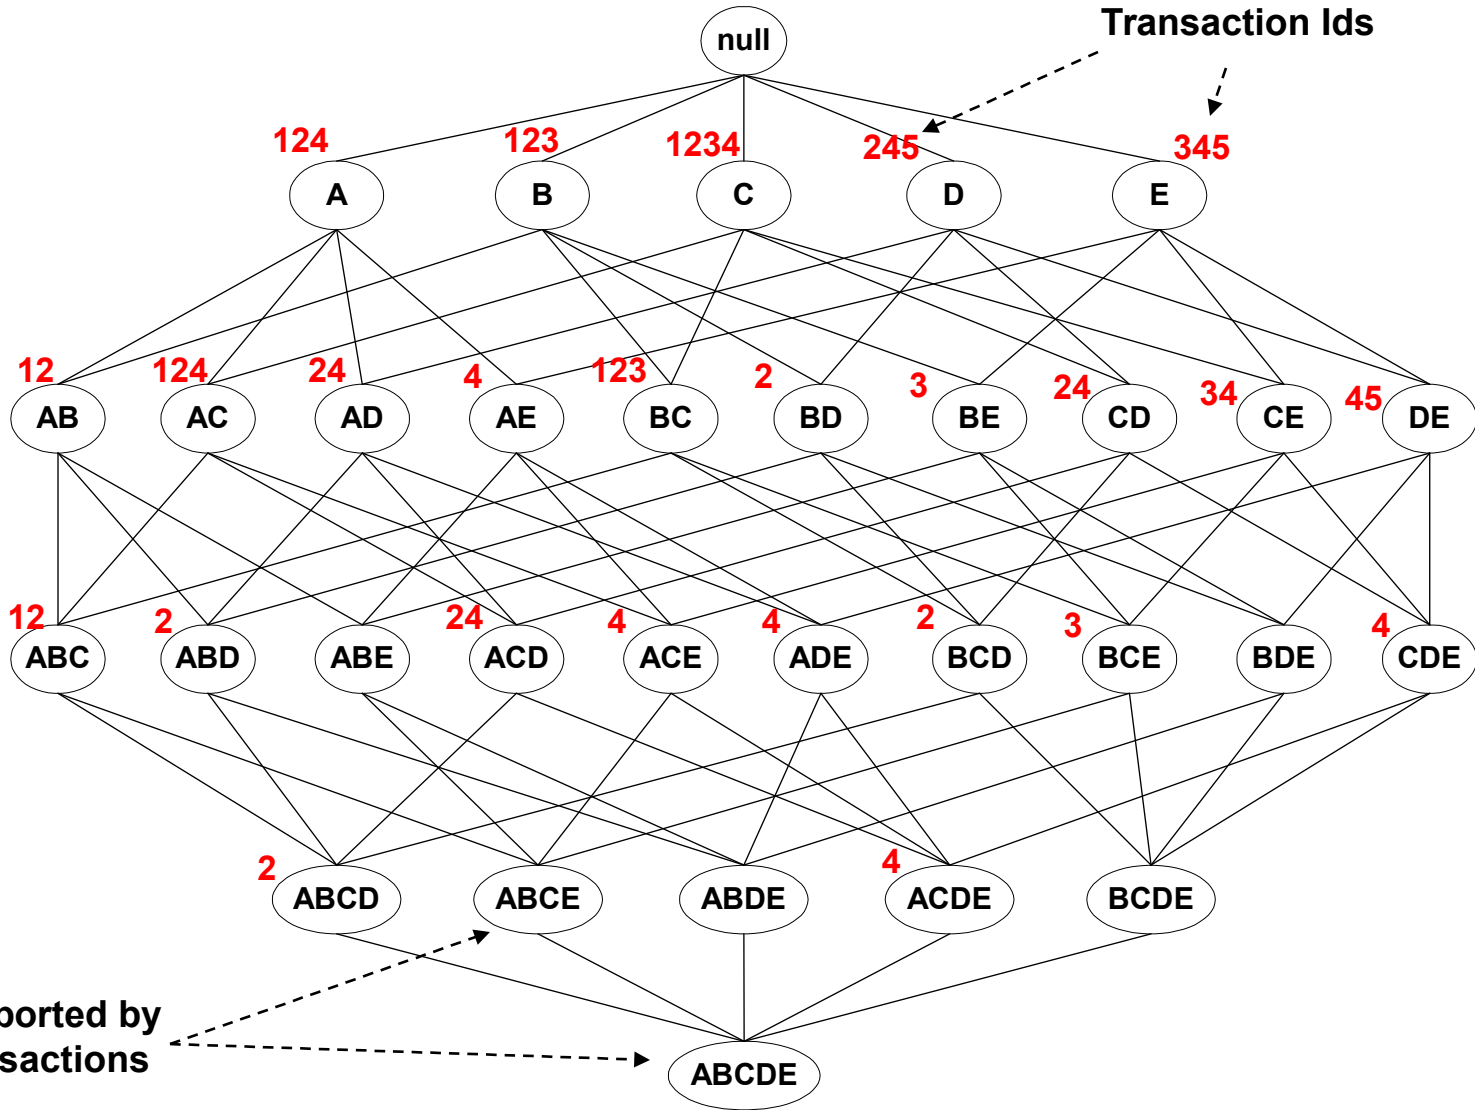 Transaction Ids
null
124 123 1234 245 345
A B C D E
12 124 24 4 123 2 3 24 34 45
AB AC AD AE BC BD BE CD CE DE
12 2 24 4 4 2 3 4
ABC ABD ABE ACD ACE ADE BCD BCE BDE CDE
2 4
ABCD ABCE ABDE ACDE BCDE
ported by
sactions
ABCDE